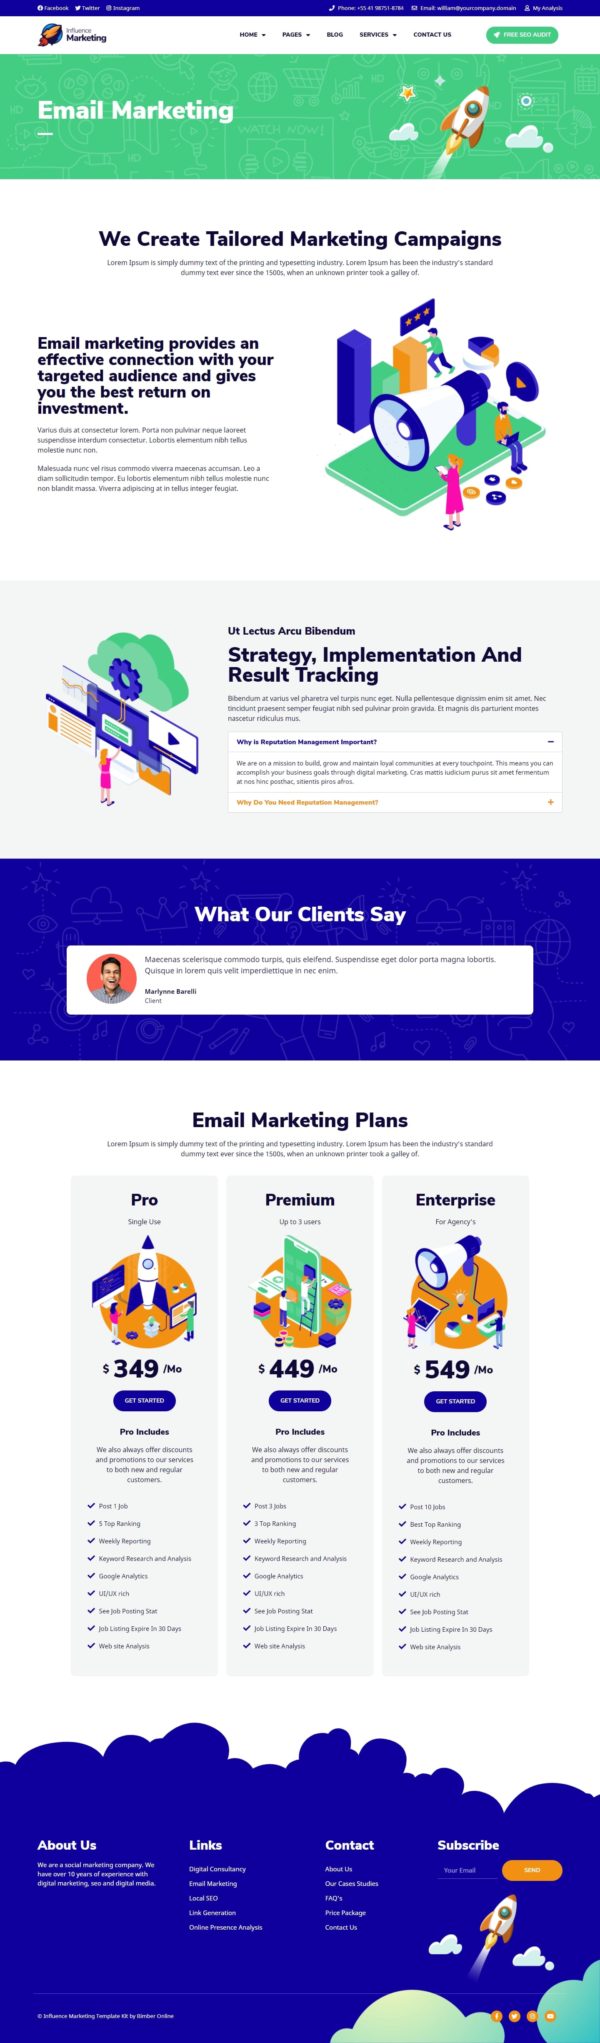 Facebook Twitter Instagram
Phone: +55 41 98751-8784 Email: william@yourcompany.domain My Analysis
Influence
Marketing
HOME PAGES BLOG SERVICES CONTACT US FREE SEO AUDIT
WATCH NOW!
HD
HD
Email Marketing
We Create Tailored Marketing Campaigns
Lorem Ipsum is simply dummy text of the printing and typesetting industry. Lorem Ipsum has been the industry's standard
dummy text ever since the 1500s, when an unknown printer took a galley of.
Email marketing provides an
effective connection with your
targeted audience and gives
you the best return on
investment.
Varius duis at consectetur lorem. Porta non pulvinar neque laoreet
suspendisse interdum consectetur. Lobortis elementum nibh tellus
molestie nunc non.
Malesuada nunc vel risus commodo viverra maecenas accumsan. Leo a
diam sollicitudin tempor. Eu lobortis elementum nibh tellus molestie nunc
non blandit massa. Viverra adipiscing at in tellus integer feugiat.
Ut Lectus Arcu Bibendum
Strategy, Implementation And
Result Tracking
Bibendum at varius vel pharetra vel turpis nunc eget. Nulla pellentesque dignissim enim sit amet. Nec
tincidunt praesent semper feugiat nibh sed pulvinar proin gravida. Et magnis dis parturient montes
nascetur ridiculus mus.
Why is Reputation Management Important? −
We are on a mission to build, grow and maintain loyal communities at every touchpoint. This means you can
accomplish your business goals through digital marketing. Cras mattis iudicium purus sit amet fermentum
at nos hinc posthac, sitientis piros afros.
Why Do You Need Reputation Management? +
What Our Clients Say
Maecenas scelerisque commodo turpis, quis eleifend. Suspendisse eget dolor porta magna lobortis.
Quisque in lorem quis velit imperdiettique in nec enim.
Marlynne Barelli
Client
Email Marketing Plans
Lorem Ipsum is simply dummy text of the printing and typesetting industry. Lorem Ipsum has been the industry's standard
dummy text ever since the 1500s, when an unknown printer took a galley of.
Pro
Single Use
$ 349 /Mo
GET STARTED
Pro Includes
We also always offer discounts
and promotions to our services
to both new and regular
customers.
Post 1 Job
5 Top Ranking
Weekly Reporting
Keyword Research and Analysis
Google Analytics
UI/UX rich
See Job Posting Stat
Job Listing Expire In 30 Days
Web site Analysis
Premium
Up to 3 users
$ 449 /Mo
GET STARTED
Pro Includes
We also always offer discounts
and promotions to our services
to both new and regular
customers.
Post 3 Jobs
3 Top Ranking
Weekly Reporting
Keyword Research and Analysis
Google Analytics
UI/UX rich
See Job Posting Stat
Job Listing Expire In 30 Days
Web site Analysis
Enterprise
For Agency's
$ 549 /Mo
GET STARTED
Pro Includes
We also always offer discounts
and promotions to our services
to both new and regular
customers.
Post 10 Jobs
Best Top Ranking
Weekly Reporting
Keyword Research and Analysis
Google Analytics
UI/UX rich
See Job Posting Stat
Job Listing Expire In 30 Days
Web site Analysis
About Us
We are a social marketing company. We
have over 10 years of experience with
digital marketing, seo and digital media.
Links
Digital Consultancy
Email Marketing
Local SEO
Link Generation
Online Presence Analysis
Contact
About Us
Our Cases Studies
FAQ's
Price Package
Contact Us
Subscribe
Your Email SEND
© Influence Marketing Template Kit by Bimber Online